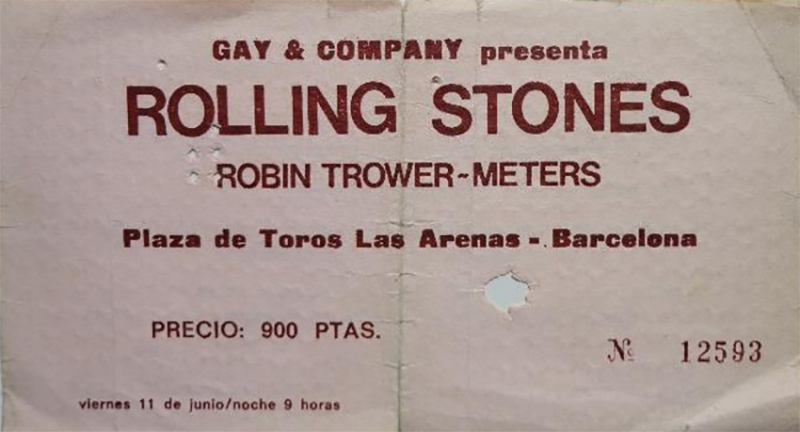 GAY & COMPANY presenta
ROLLING STONES
ROBIN TROWER-METERS
Plaza de Toros Las Arenas - Barcelona
PRECIO: 900 PTAS.
Nº 12593
viernes 11 de junio/noche 9 horas